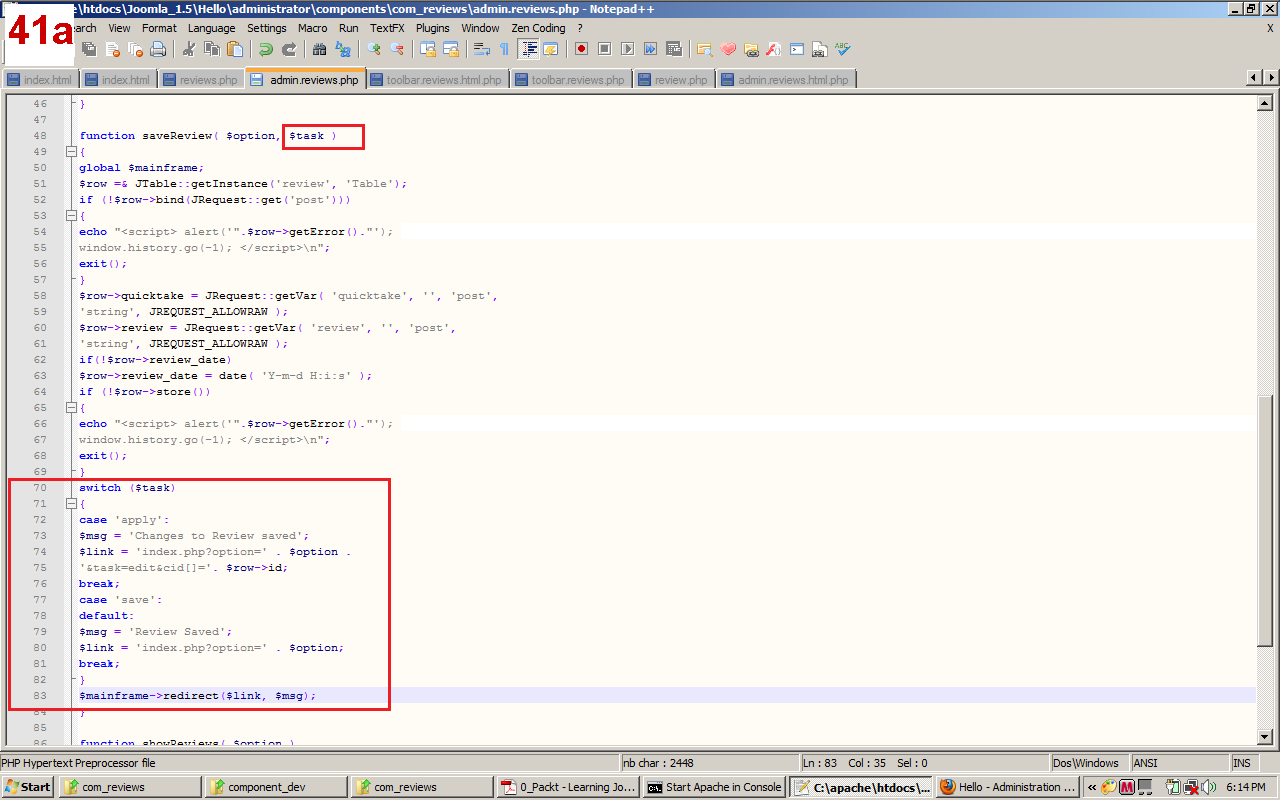 \htdocs\Joomla_1.5\Hello\administrator\components\com_reviews\admin.reviews.php - Notepad++
41a
arch View Format Language Settings Macro Run TextFX Plugins Window Zen Coding ? X
index.html index.html reviews.php admin.reviews.php toolbar.reviews.html.php toolbar.reviews.php review.php admin.reviews.html.php
46 }
47
48 function saveReview( $option, $task )
49 {
50 global $mainframe;
51 $row =& JTable::getInstance('review', 'Table');
52 if (!$row->bind(JRequest::get('post')))
53 {
54 echo "<script> alert('".$row->getError()."');
55 window.history.go(-1); </script>\n";
56 exit();
57 }
58 $row->quicktake = JRequest::getVar( 'quicktake', '', 'post',
59 'string', JREQUEST_ALLOWRAW );
60 $row->review = JRequest::getVar( 'review', '', 'post',
61 'string', JREQUEST_ALLOWRAW );
62 if(!$row->review_date)
63 $row->review_date = date( 'Y-m-d H:i:s' );
64 if (!$row->store())
65 {
66 echo "<script> alert('".$row->getError()."');
67 window.history.go(-1); </script>\n";
68 exit();
69 }
70 switch ($task)
71 {
72 case 'apply':
73 $msg = 'Changes to Review saved';
74 $link = 'index.php?option=' . $option .
75 '&task=edit&cid[]='. $row->id;
76 break;
77 case 'save':
78 default:
79 $msg = 'Review Saved';
80 $link = 'index.php?option=' . $option;
81 break;
82 }
83 $mainframe->redirect($link, $msg);
84 }
85
86 function showReviews( $option )
PHP Hypertext Preprocessor file nb char : 2448 Ln : 83 Col : 35 Sel : 0 Dos\Windows ANSI INS
Start com_reviews component_dev com_reviews 0_Packt - Learning Jo... Start Apache in Console C:\apache\htdocs\... Hello - Administration ... « 6:14 PM